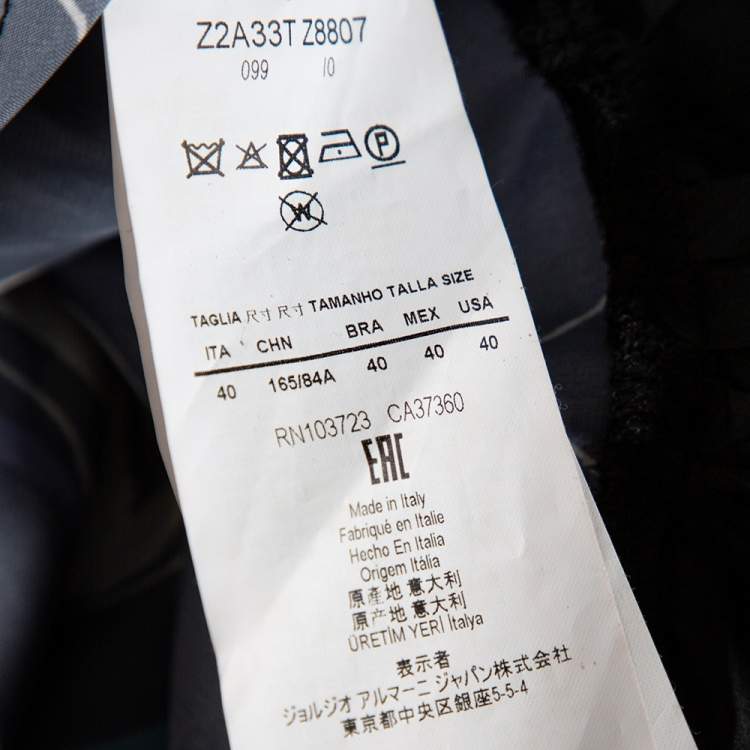 Z2A33T Z8807
099 /0
P
W
TAGLIA 尺寸 尺寸 TAMANHO TALLA SIZE
ITA CHN BRA MEX USA
40 165/84A 40 40 40
RN103723 CA37360
EAC
Made in Italy
Fabriqué en Italie
Hecho En Italia
Origem Itália
原産地 意大利
原产地 意大利
ÜRETİM YERİ Italya
表示者
ジョルジオ アルマーニ ジャパン株式会社
東京都中央区銀座5-5-4